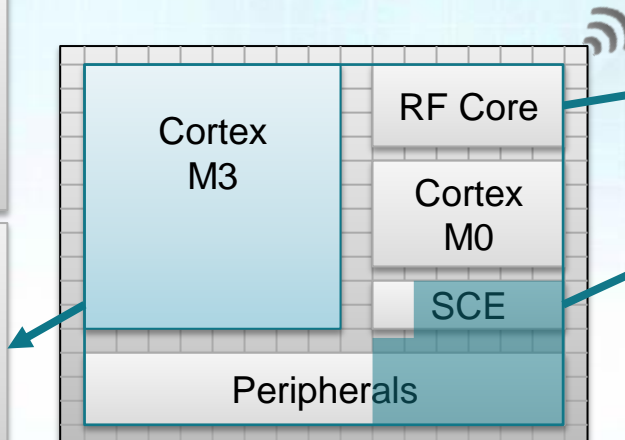 Cortex
M3
RF Core
Cortex
M0
SCE
Peripherals